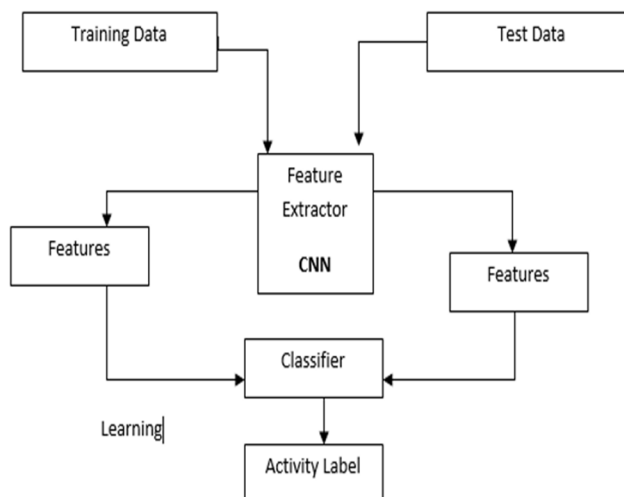 Training Data
Test Data
Feature
Extractor
CNN
Features
Features
Classifier
Learning
Activity Label